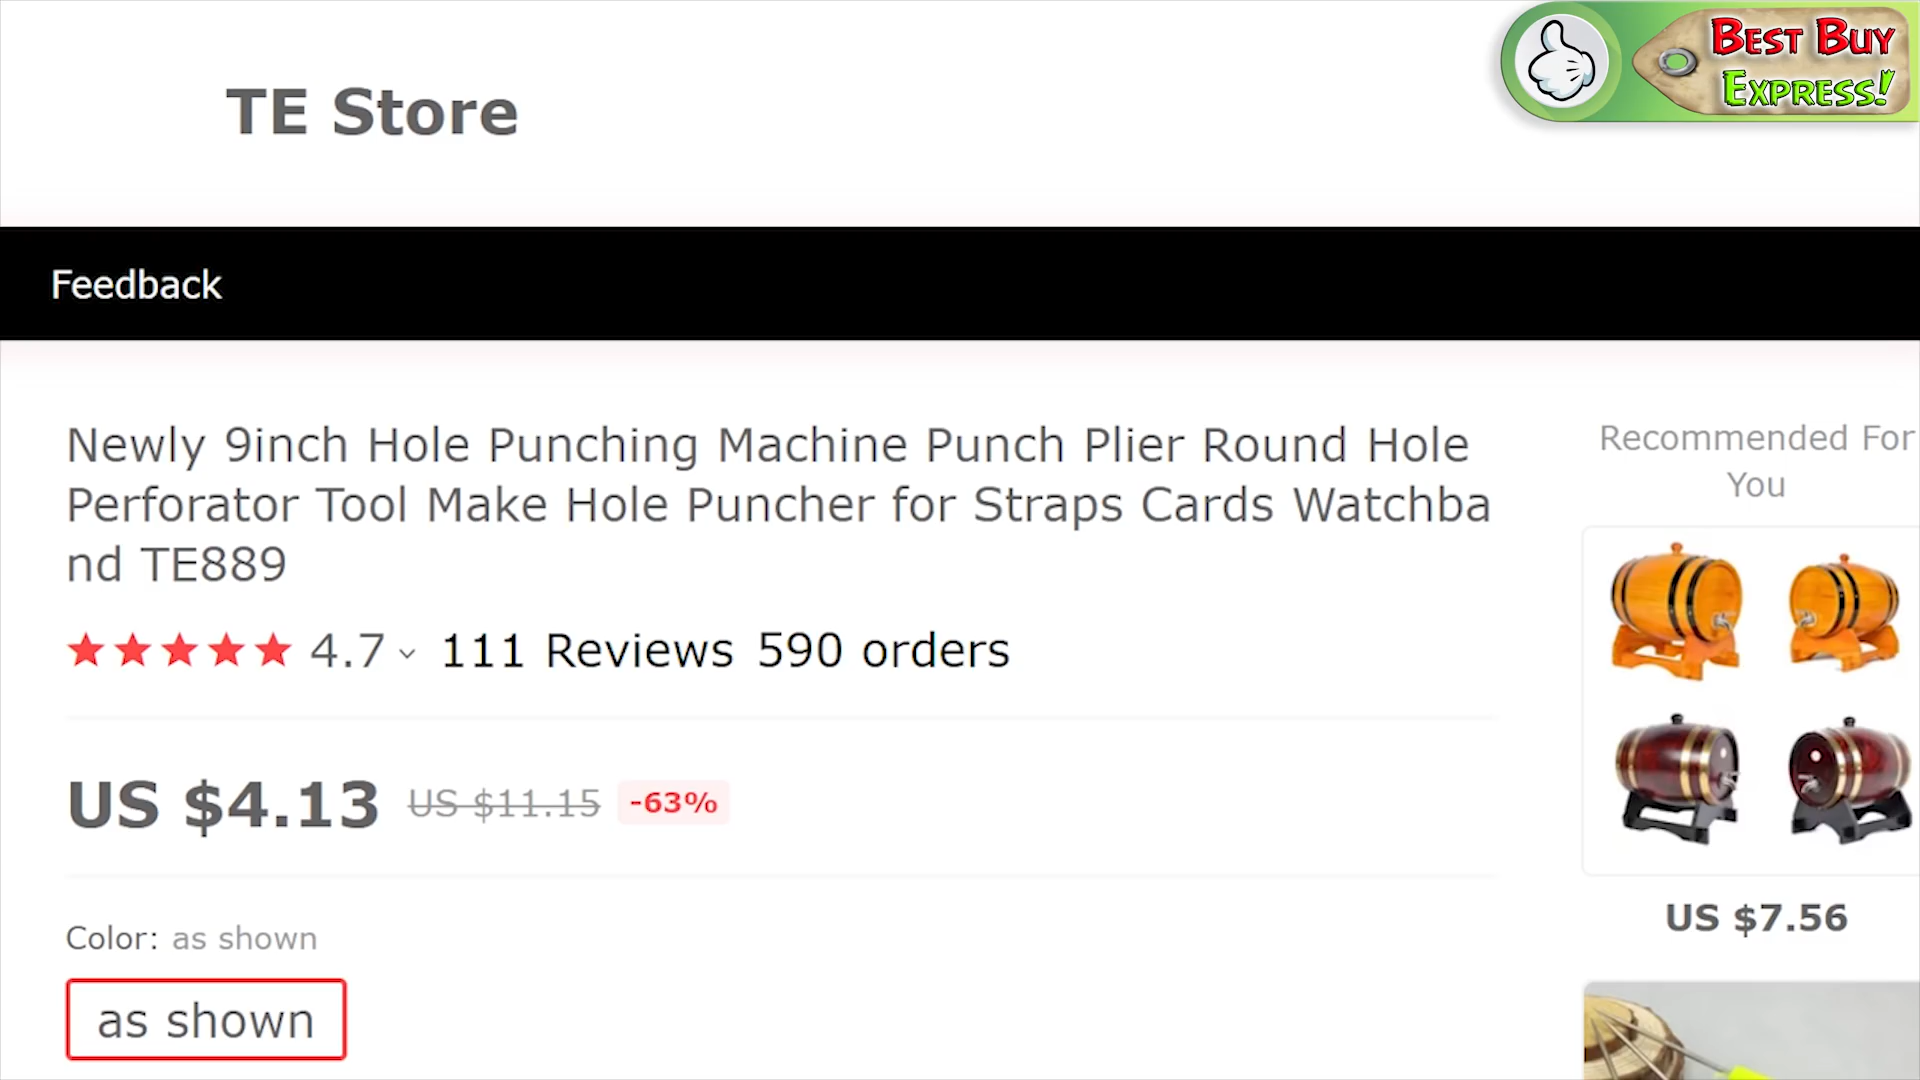 TE Store
BEST BUY
EXPRESS!
Feedback
Newly 9inch Hole Punching Machine Punch Plier Round Hole
Perforator Tool Make Hole Puncher for Straps Cards Watchba
nd TE889
4.7 111 Reviews 590 orders
US $4.13 US $11.15 -63%
Color: as shown
as shown
Recommended For
You
US $7.56